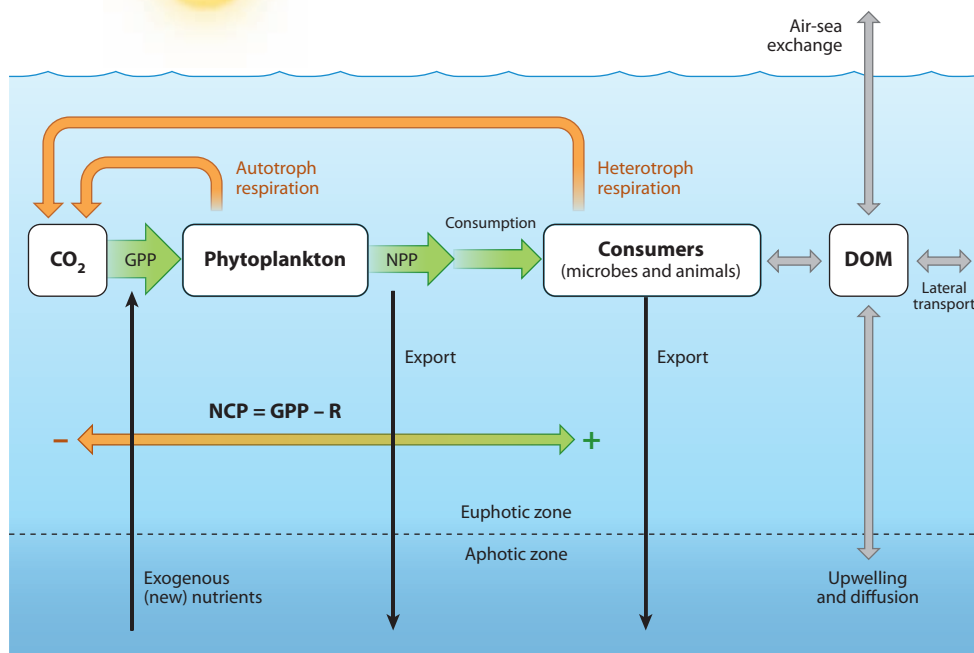 Air-sea
exchange
Autotroph
respiration
Heterotroph
respiration
CO₂
GPP
Phytoplankton
NPP
Consumption
Consumers
(microbes and animals)
DOM
Lateral
transport
Export
Export
NCP = GPP – R
–
+
Euphotic zone
Aphotic zone
Exogenous
(new) nutrients
Upwelling
and diffusion